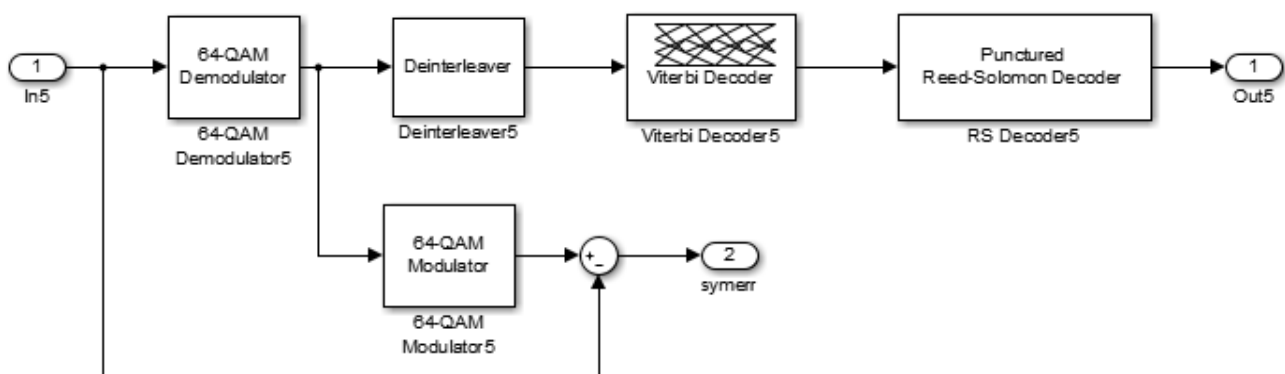 1
In5
64-QAM
Demodulator
64-QAM
Demodulator5
Deinterleaver
Deinterleaver5
Viterbi Decoder
Viterbi Decoder5
Punctured
Reed-Solomon Decoder
RS Decoder5
1
Out5
64-QAM
Modulator
64-QAM
Modulator5
+
−
2
symerr